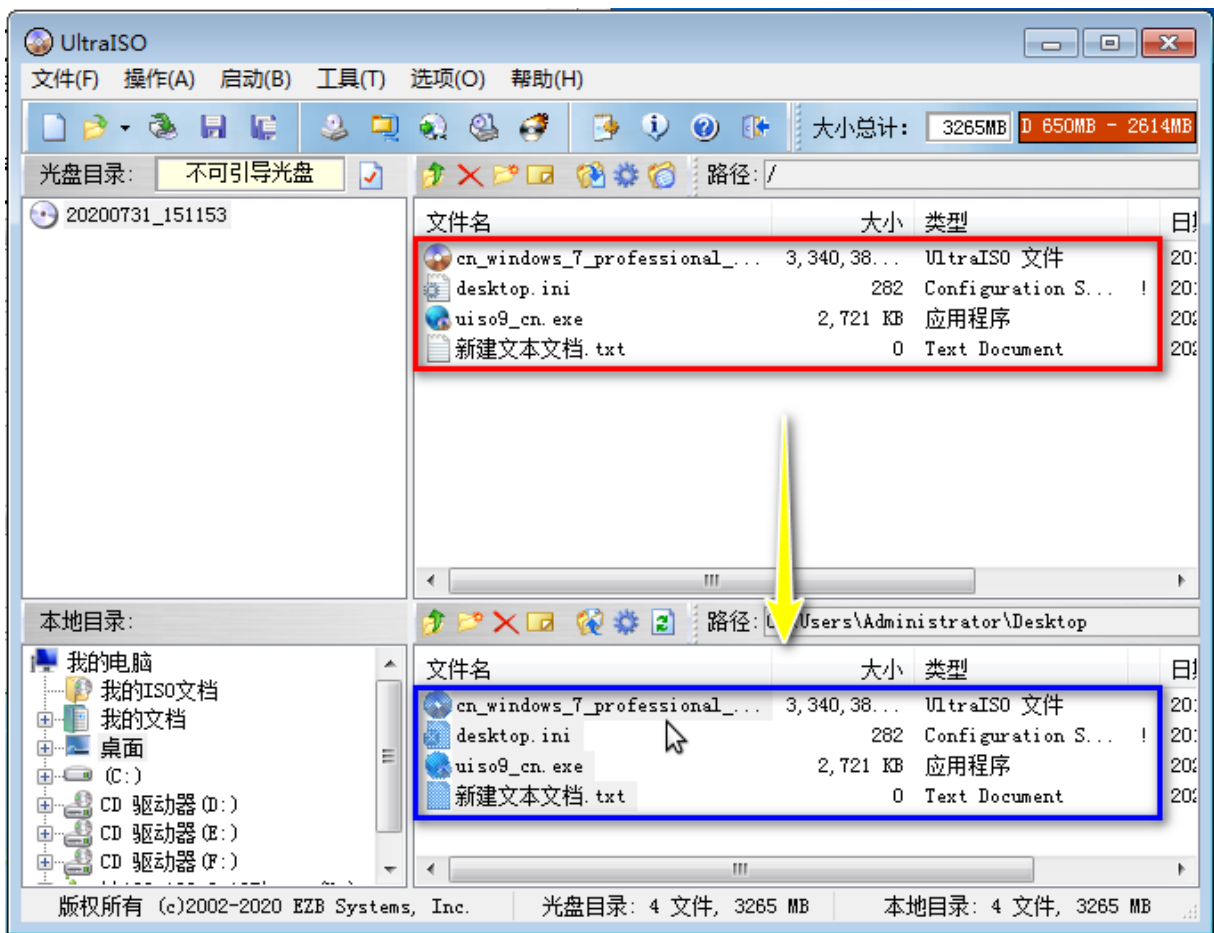 UltraISO
文件(F) 操作(A) 启动(B) 工具(T) 选项(O) 帮助(H)
大小总计: 3265MB D 650MB - 2614MB
光盘目录: 不可引导光盘 路径: /
20200731_151153
文件名 大小 类型
cn_windows_7_professional_... 3,340,38... UltraISO 文件
desktop.ini 282 Configuration S... !
uiso9_cn.exe 2,721 KB 应用程序
新建文本文档.txt 0 Text Document
本地目录: 路径: Users\Administrator\Desktop
我的电脑
我的ISO文档
我的文档
桌面
(C:)
CD 驱动器(D:)
CD 驱动器(E:)
CD 驱动器(F:)
文件名 大小 类型
cn_windows_7_professional_... 3,340,38... UltraISO 文件
desktop.ini 282 Configuration S... !
uiso9_cn.exe 2,721 KB 应用程序
新建文本文档.txt 0 Text Document
版权所有 (c)2002-2020 EZB Systems, Inc. 光盘目录: 4 文件, 3265 MB 本地目录: 4 文件, 3265 MB